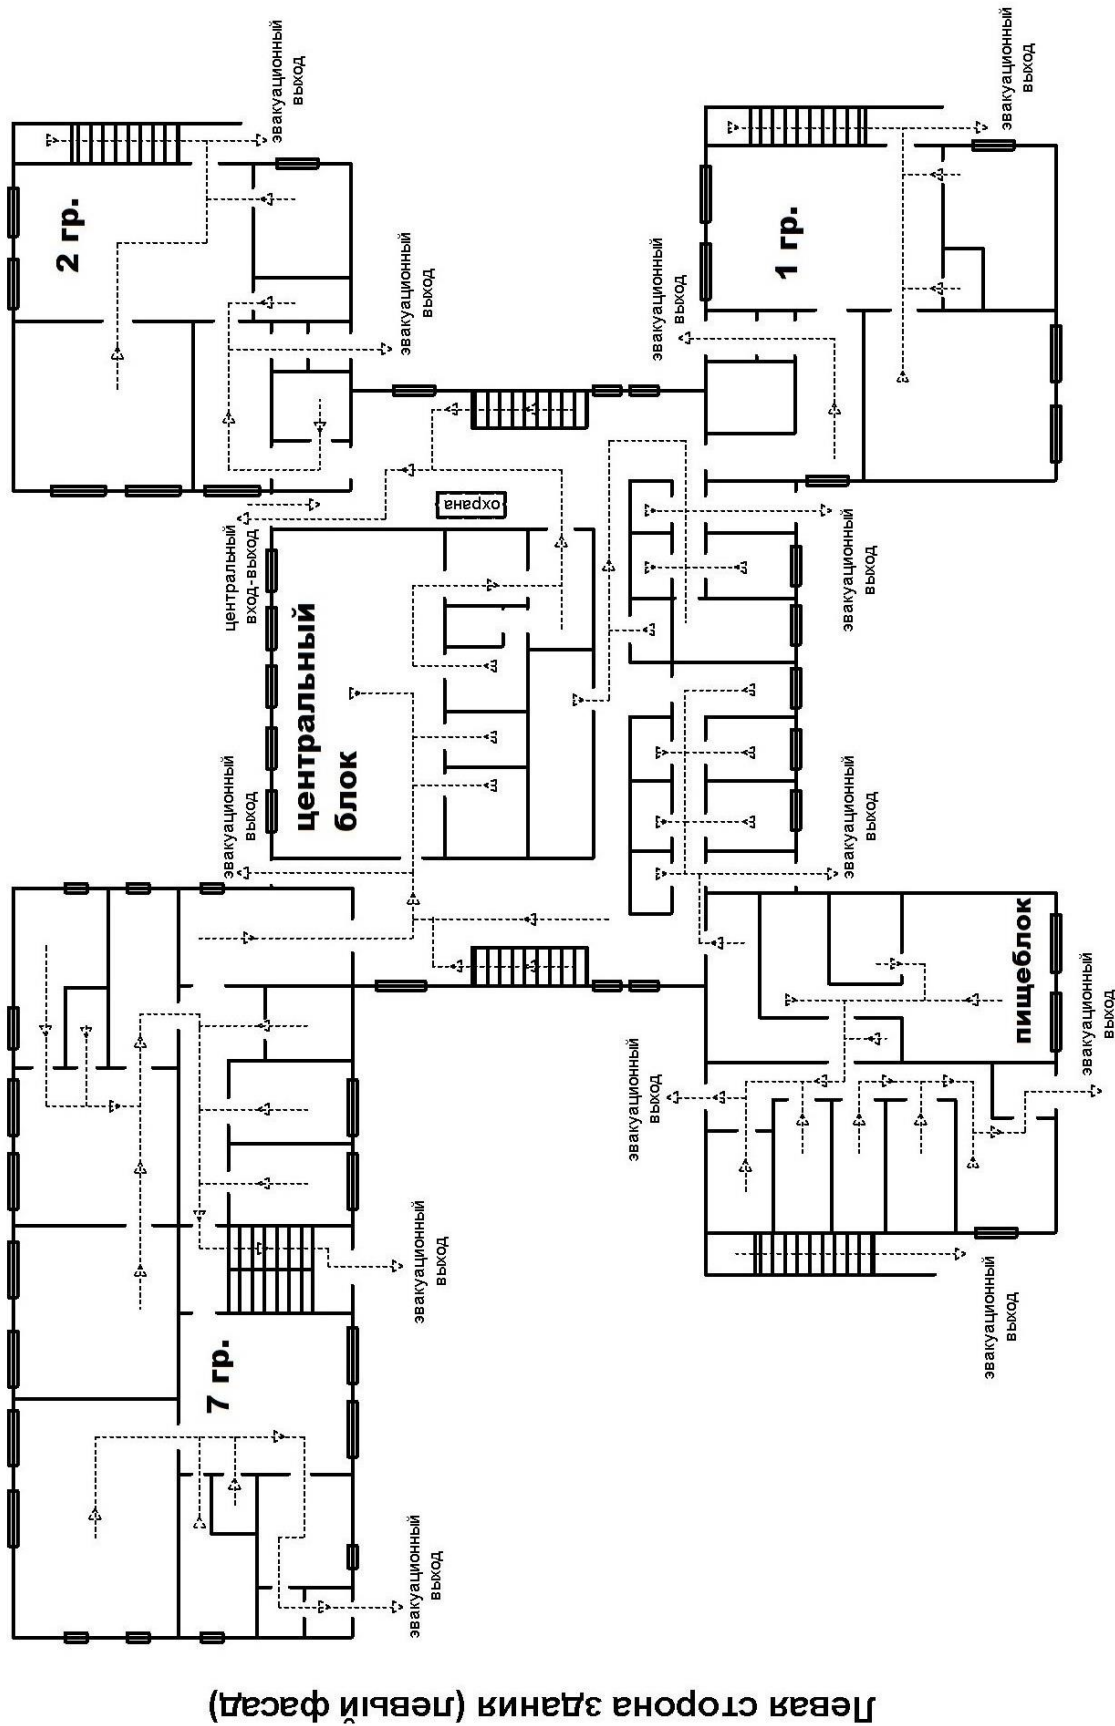 эвакуационный
выход
эвакуационный
выход
2 гр.
эвакуационный
выход
эвакуационный
выход
1 гр.
охрана
центральный
вход-выход
эвакуационный
выход
центральный
блок
эвакуационный
выход
эвакуационный
выход
пищеблок
эвакуационный
выход
эвакуационный
выход
эвакуационный
выход
эвакуационный
выход
7 гр.
эвакуационный
выход
Левая сторона здания (левый фасад)